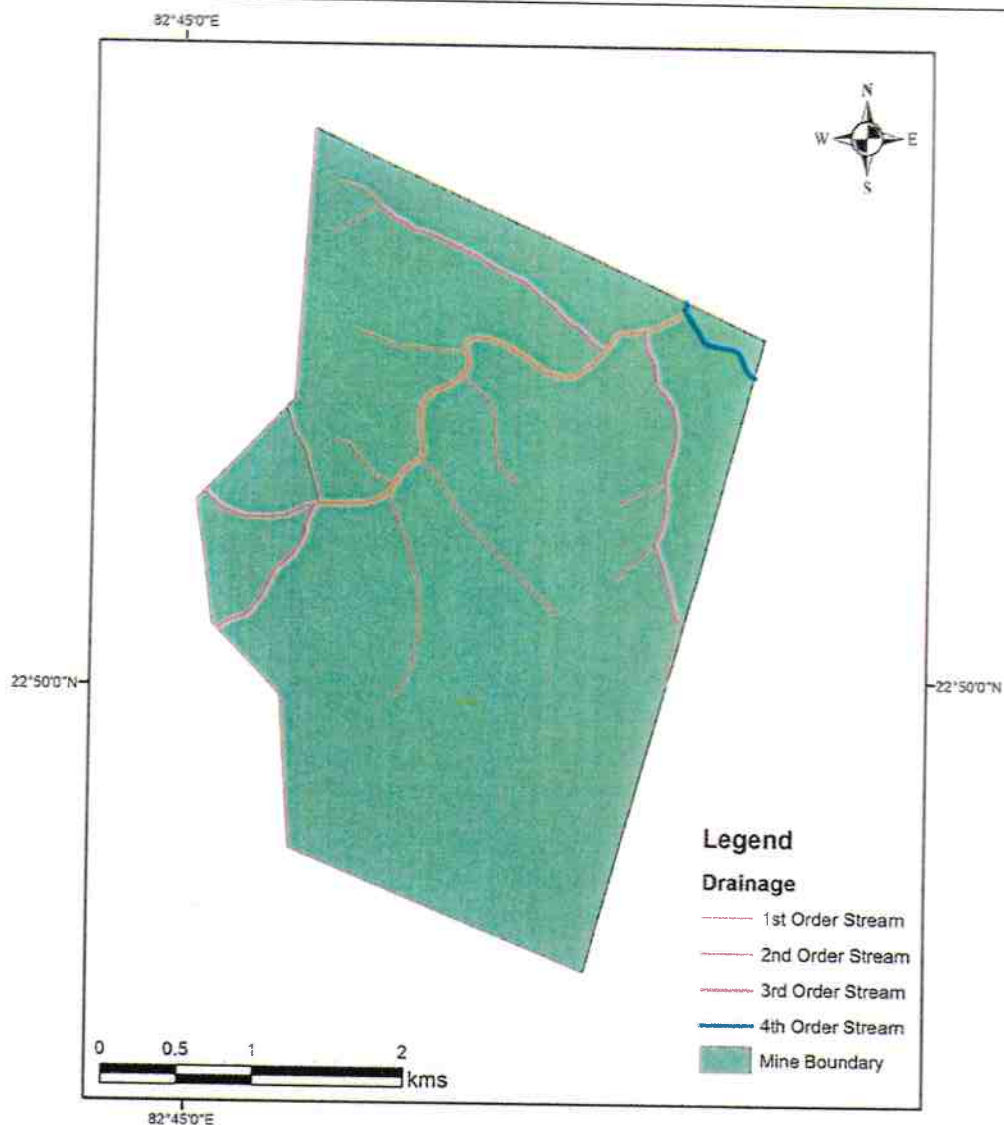 82°45'0"E
N
W E
S
22°50'0"N
22°50'0"N
Legend
Drainage
1st Order Stream
2nd Order Stream
3rd Order Stream
4th Order Stream
Mine Boundary
0 0.5 1 2
kms
82°45'0"E